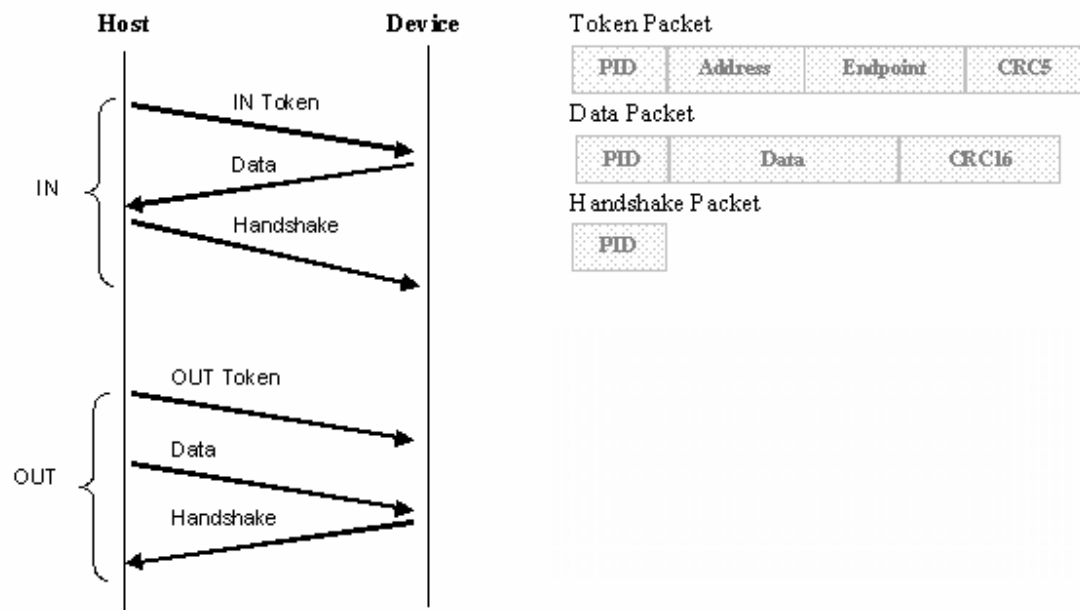 Host
Device
IN Token
Data
IN
Handshake
OUT Token
Data
OUT
Handshake
Token Packet
PID Address Endpoint CRC5
Data Packet
PID Data CRC16
Handshake Packet
PID